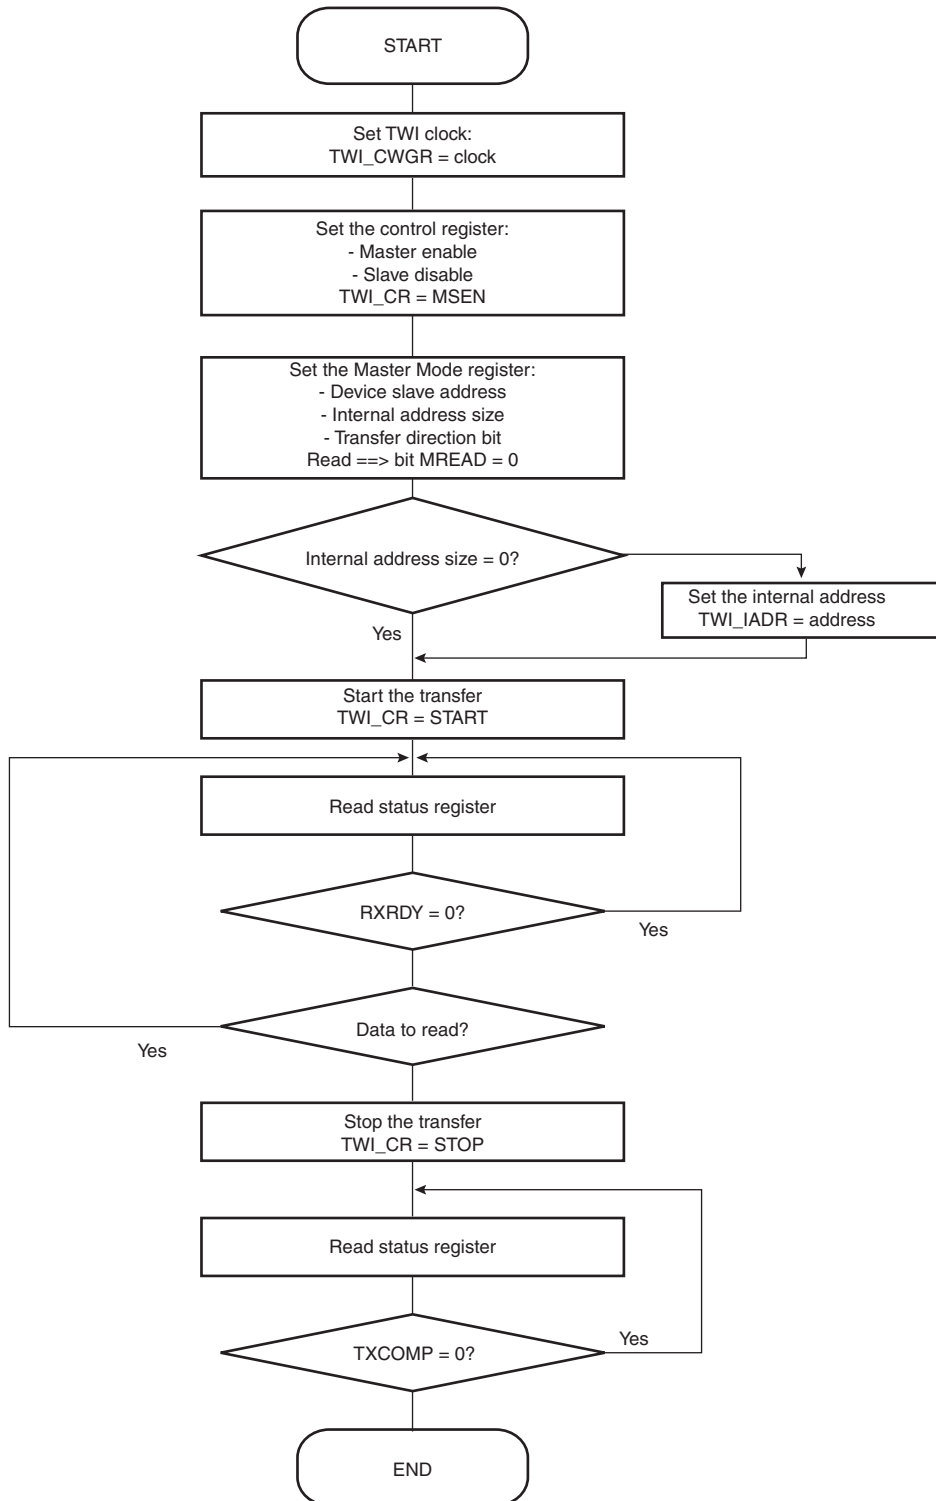 START
Set TWI clock:
TWI_CWGR = clock
Set the control register:
- Master enable
- Slave disable
TWI_CR = MSEN
Set the Master Mode register:
- Device slave address
- Internal address size
- Transfer direction bit
Read ==> bit MREAD = 0
Internal address size = 0?
Set the internal address
TWI_IADR = address
Yes
Start the transfer
TWI_CR = START
Read status register
RXRDY = 0?
Yes
Data to read?
Yes
Stop the transfer
TWI_CR = STOP
Read status register
Yes
TXCOMP = 0?
END